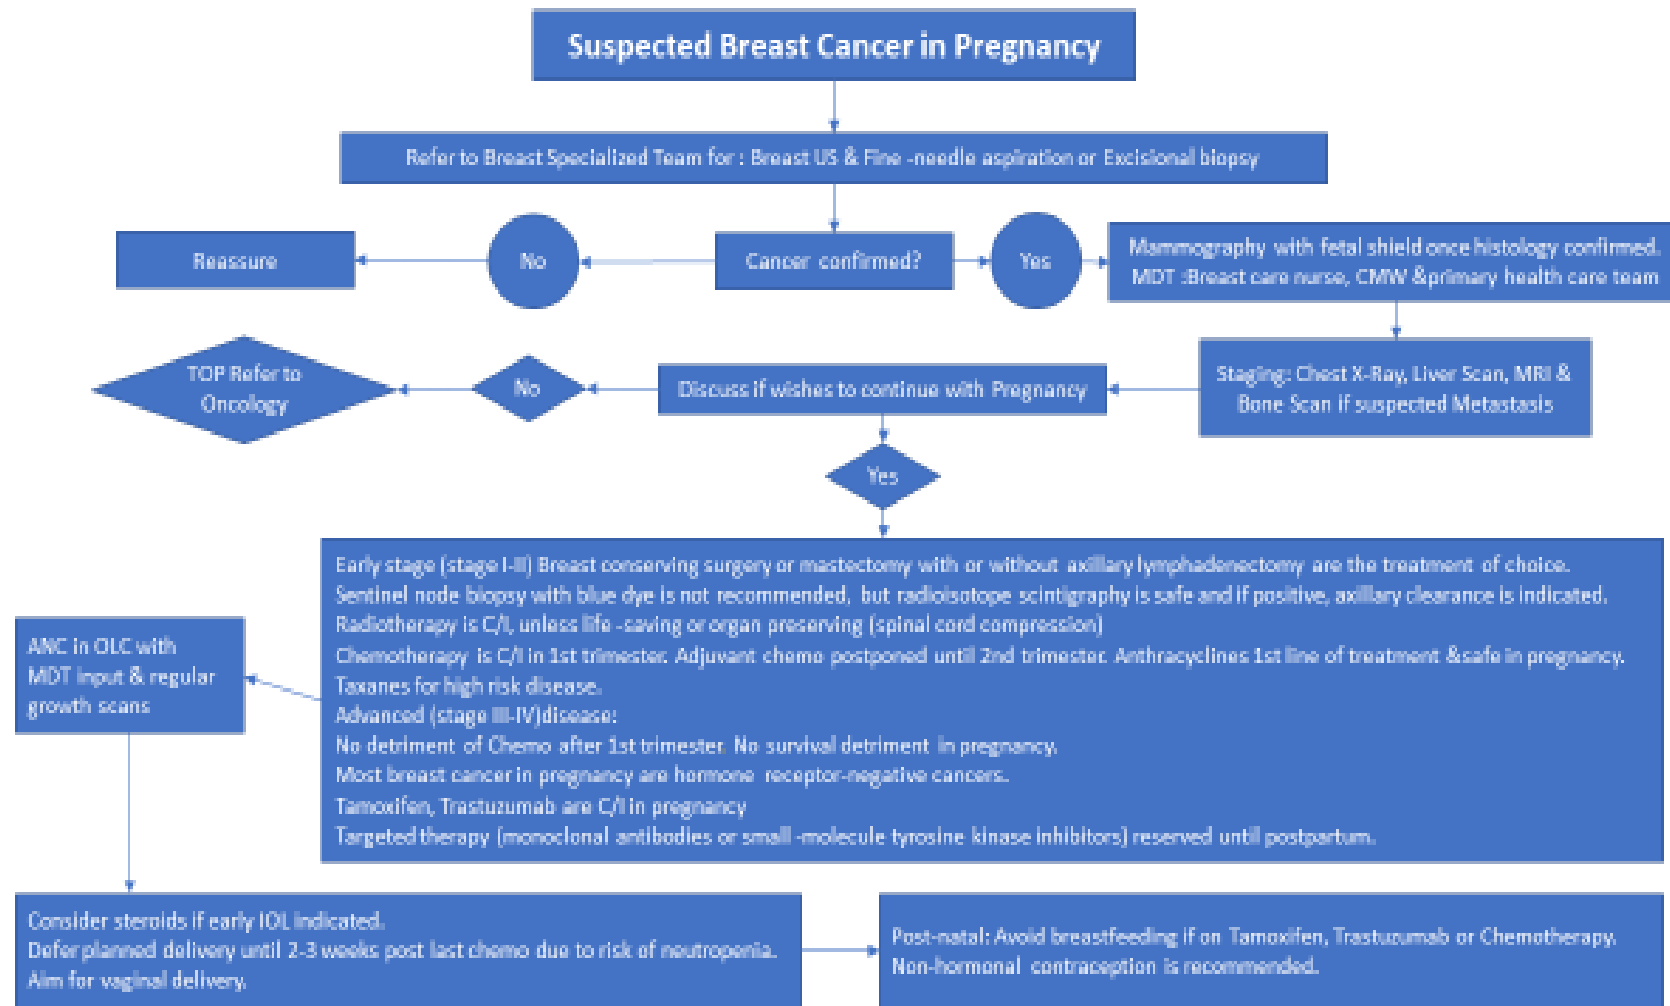 Suspected Breast Cancer in Pregnancy
Refer to Breast Specialized Team for : Breast US & Fine -needle aspiration or Excisional biopsy
Reassure
No
Cancer confirmed?
Yes
Mammography with fetal shield once histology confirmed.
MDT :Breast care nurse, CMW &primary health care team
TOP Refer to
Oncology
No
Discuss if wishes to continue with Pregnancy
Staging: Chest X-Ray, Liver Scan, MRI &
Bone Scan if suspected Metastasis
Yes
Early stage (stage I-II) Breast conserving surgery or mastectomy with or without axillary lymphadenectomy are the treatment of choice.
Sentinel node biopsy with blue dye is not recommended, but radioisotope scintigraphy is safe and if positive, axillary clearance is indicated.
Radiotherapy is C/I, unless life -saving or organ preserving (spinal cord compression)
Chemotherapy is C/I in 1st trimester. Adjuvant chemo postponed until 2nd trimester. Anthracyclines 1st line of treatment &safe in pregnancy.
Taxanes for high risk disease.
Advanced (stage III-IV)disease:
No detriment of Chemo after 1st trimester. No survival detriment In pregnancy.
Most breast cancer in pregnancy are hormone receptor-negative cancers.
Tamoxifen, Trastuzumab are C/I in pregnancy
Targeted therapy (monoclonal antibodies or small -molecule tyrosine kinase inhibitors) reserved until postpartum.
ANC in OLC with
MDT input & regular
growth scans
Consider steroids if early IOL indicated.
Defer planned delivery until 2-3 weeks post last chemo due to risk of neutropenia.
Aim for vaginal delivery.
Post-natal: Avoid breastfeeding if on Tamoxifen, Trastuzumab or Chemotherapy.
Non-hormonal contraception is recommended.